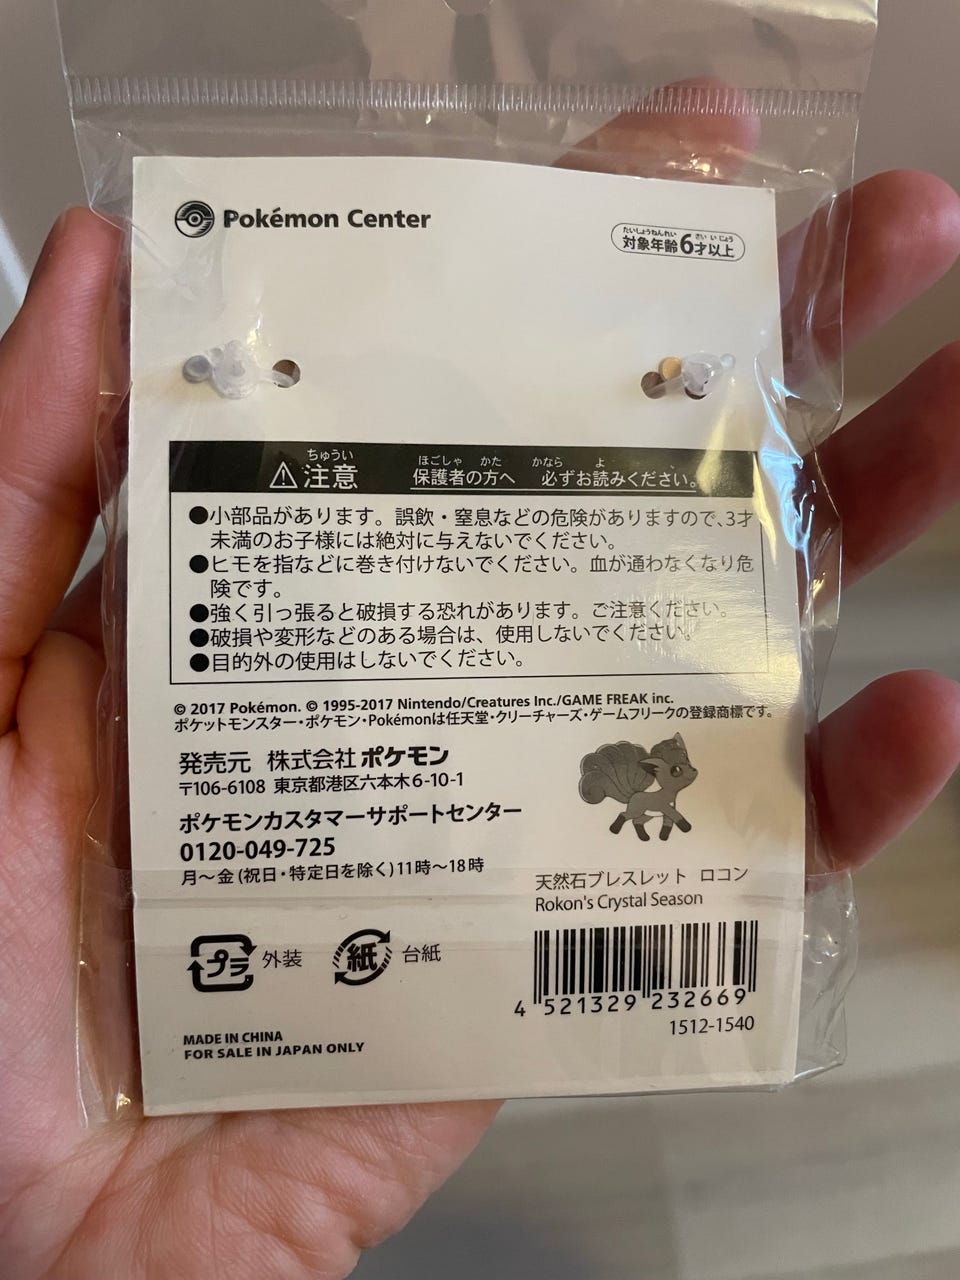 Pokémon Center
たいしょうねんれい さい いじょう
対象年齢6才以上
ちゅうい ほごしゃ かた かなら よ
⚠注意 保護者の方へ 必ずお読みください。
●小部品があります。誤飲・窒息などの危険がありますので、3才
未満のお子様には絶対に与えないでください。
●ヒモを指などに巻き付けないでください。血が通わなくなり危
険です。
●強く引っ張ると破損する恐れがあります。ご注意ください。
●破損や変形などのある場合は、使用しないでください。
●目的外の使用はしないでください。
© 2017 Pokémon. © 1995-2017 Nintendo/Creatures Inc./GAME FREAK inc.
ポケットモンスター・ポケモン・Pokémonは任天堂・クリーチャーズ・ゲームフリークの登録商標です。
発売元 株式会社ポケモン
〒106-6108 東京都港区六本木6-10-1
ポケモンカスタマーサポートセンター
0120-049-725
月～金(祝日・特定日を除く)11時～18時
天然石ブレスレット ロコン
Rokon's Crystal Season
プラ 外装 紙 台紙
4 521329 232669
1512-1540
MADE IN CHINA
FOR SALE IN JAPAN ONLY